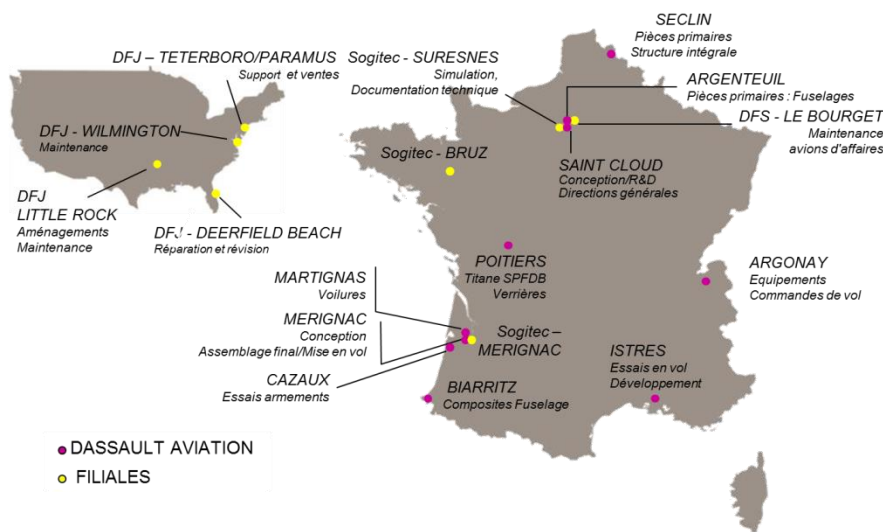 SECLIN
Pièces primaires
Structure intégrale
DFJ – TETERBORO/PARAMUS
Support et ventes
Sogitec - SURESNES
Simulation,
Documentation technique
ARGENTEUIL
Pièces primaires : Fuselages
DFJ - WILMINGTON
Maintenance
DFS - LE BOURGET
Maintenance
avions d'affaires
Sogitec - BRUZ
SAINT CLOUD
Conception/R&D
Directions générales
DFJ
LITTLE ROCK
Aménagements
Maintenance
DFJ - DEERFIELD BEACH
Réparation et révision
POITIERS
Titane SPFDB
Verrières
ARGONAY
Equipements
Commandes de vol
MARTIGNAS
Voilures
MERIGNAC
Conception
Assemblage final/Mise en vol
Sogitec –
MERIGNAC
CAZAUX
Essais armements
ISTRES
Essais en vol
Développement
BIARRITZ
Composites Fuselage
DASSAULT AVIATION
FILIALES